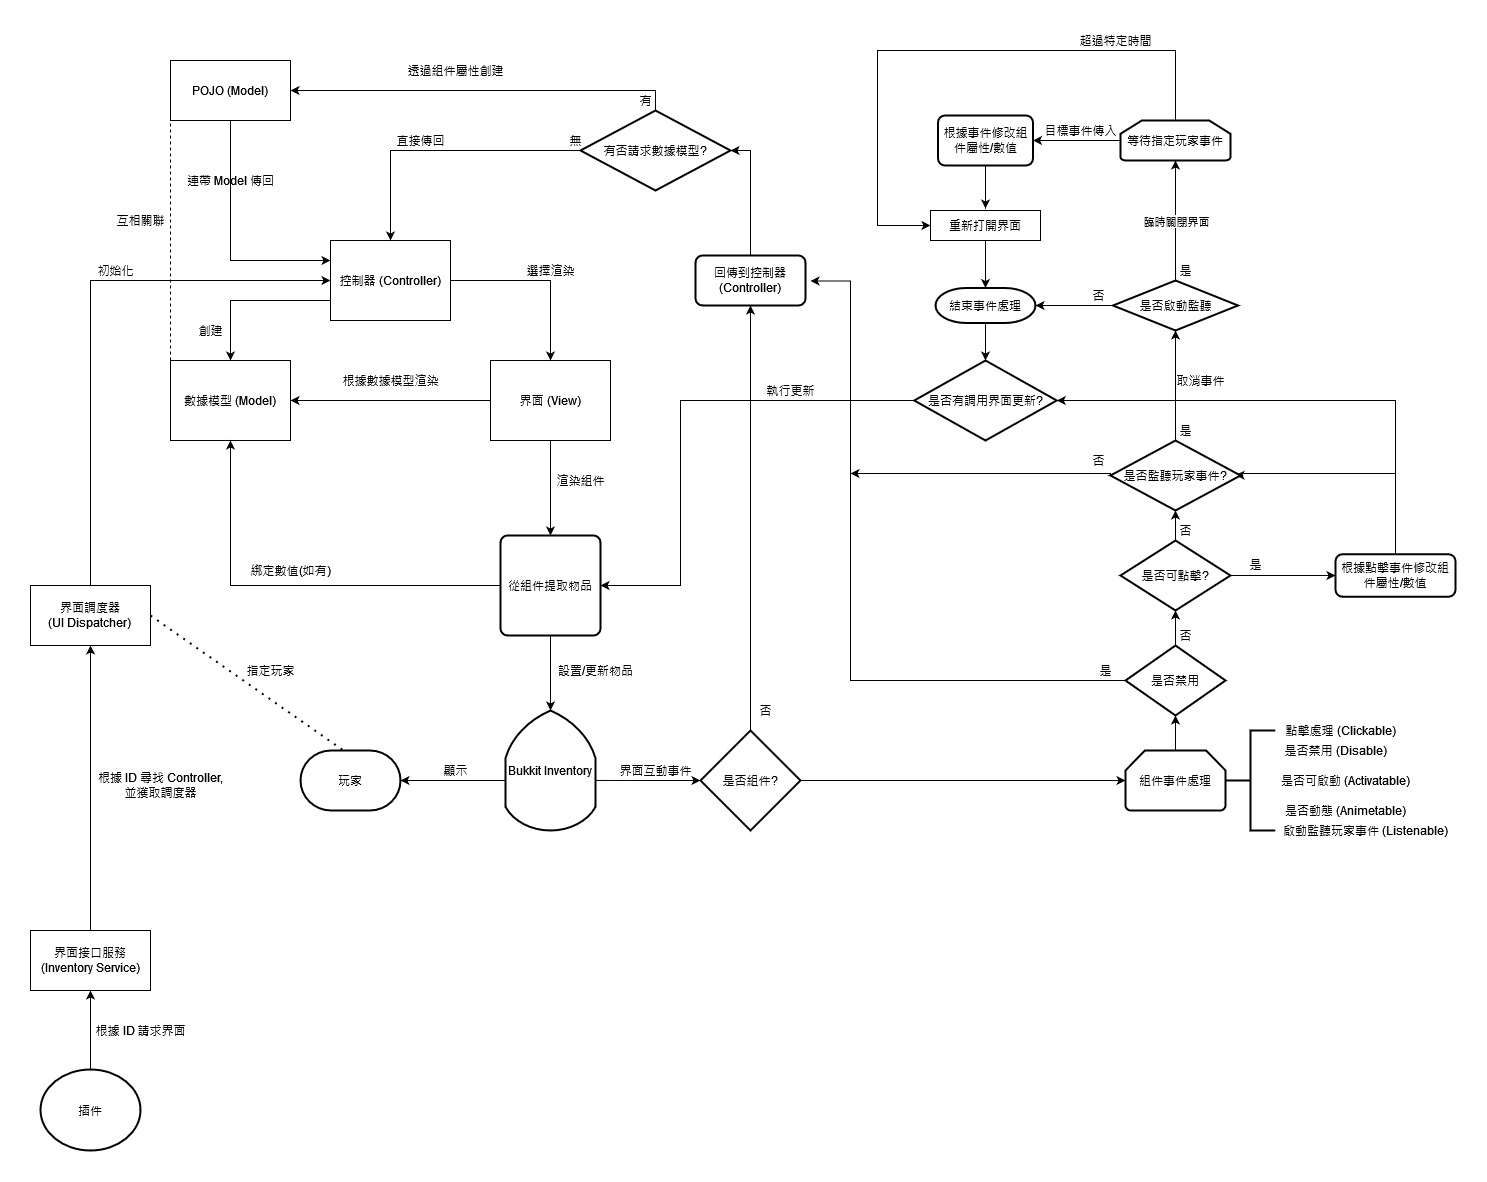 超過特定時間
透過組件屬性創建
POJO (Model)
有
根據事件修改組
件屬性/數值
目標事件傳入
等待指定玩家事件
直接傳回
無
有否請求數據模型?
連帶 Model 傳回
互相關聯
重新打開界面
臨時關閉界面
初始化
控制器 (Controller)
選擇渲染
回傳到控制器
(Controller)
是
否
結束事件處理
是否啟動監聽
創建
根據數據模型渲染
執行更新
取消事件
數據模型 (Model)
界面 (View)
是否有調用界面更新?
是
否
渲染組件
是否監聽玩家事件?
否
綁定數值(如有)
從組件提取物品
是否可點擊?
是
根據點擊事件修改組
件屬性/數值
界面調度器
(UI Dispatcher)
否
指定玩家
設置/更新物品
是
是否禁用
否
點擊處理 (Clickable)
是否禁用 (Disable)
根據 ID 尋找 Controller,
並獲取調度器
玩家
顯示
Bukkit Inventory
界面互動事件
是否組件?
組件事件處理
是否可啟動 (Activatable)
是否動態 (Animetable)
啟動監聽玩家事件 (Listenable)
界面接口服務
(Inventory Service)
根據 ID 請求界面
插件